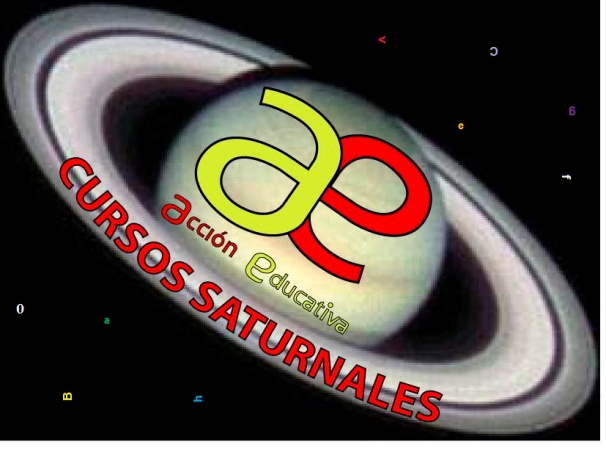 ae
acción
educativa
CURSOS SATURNALES